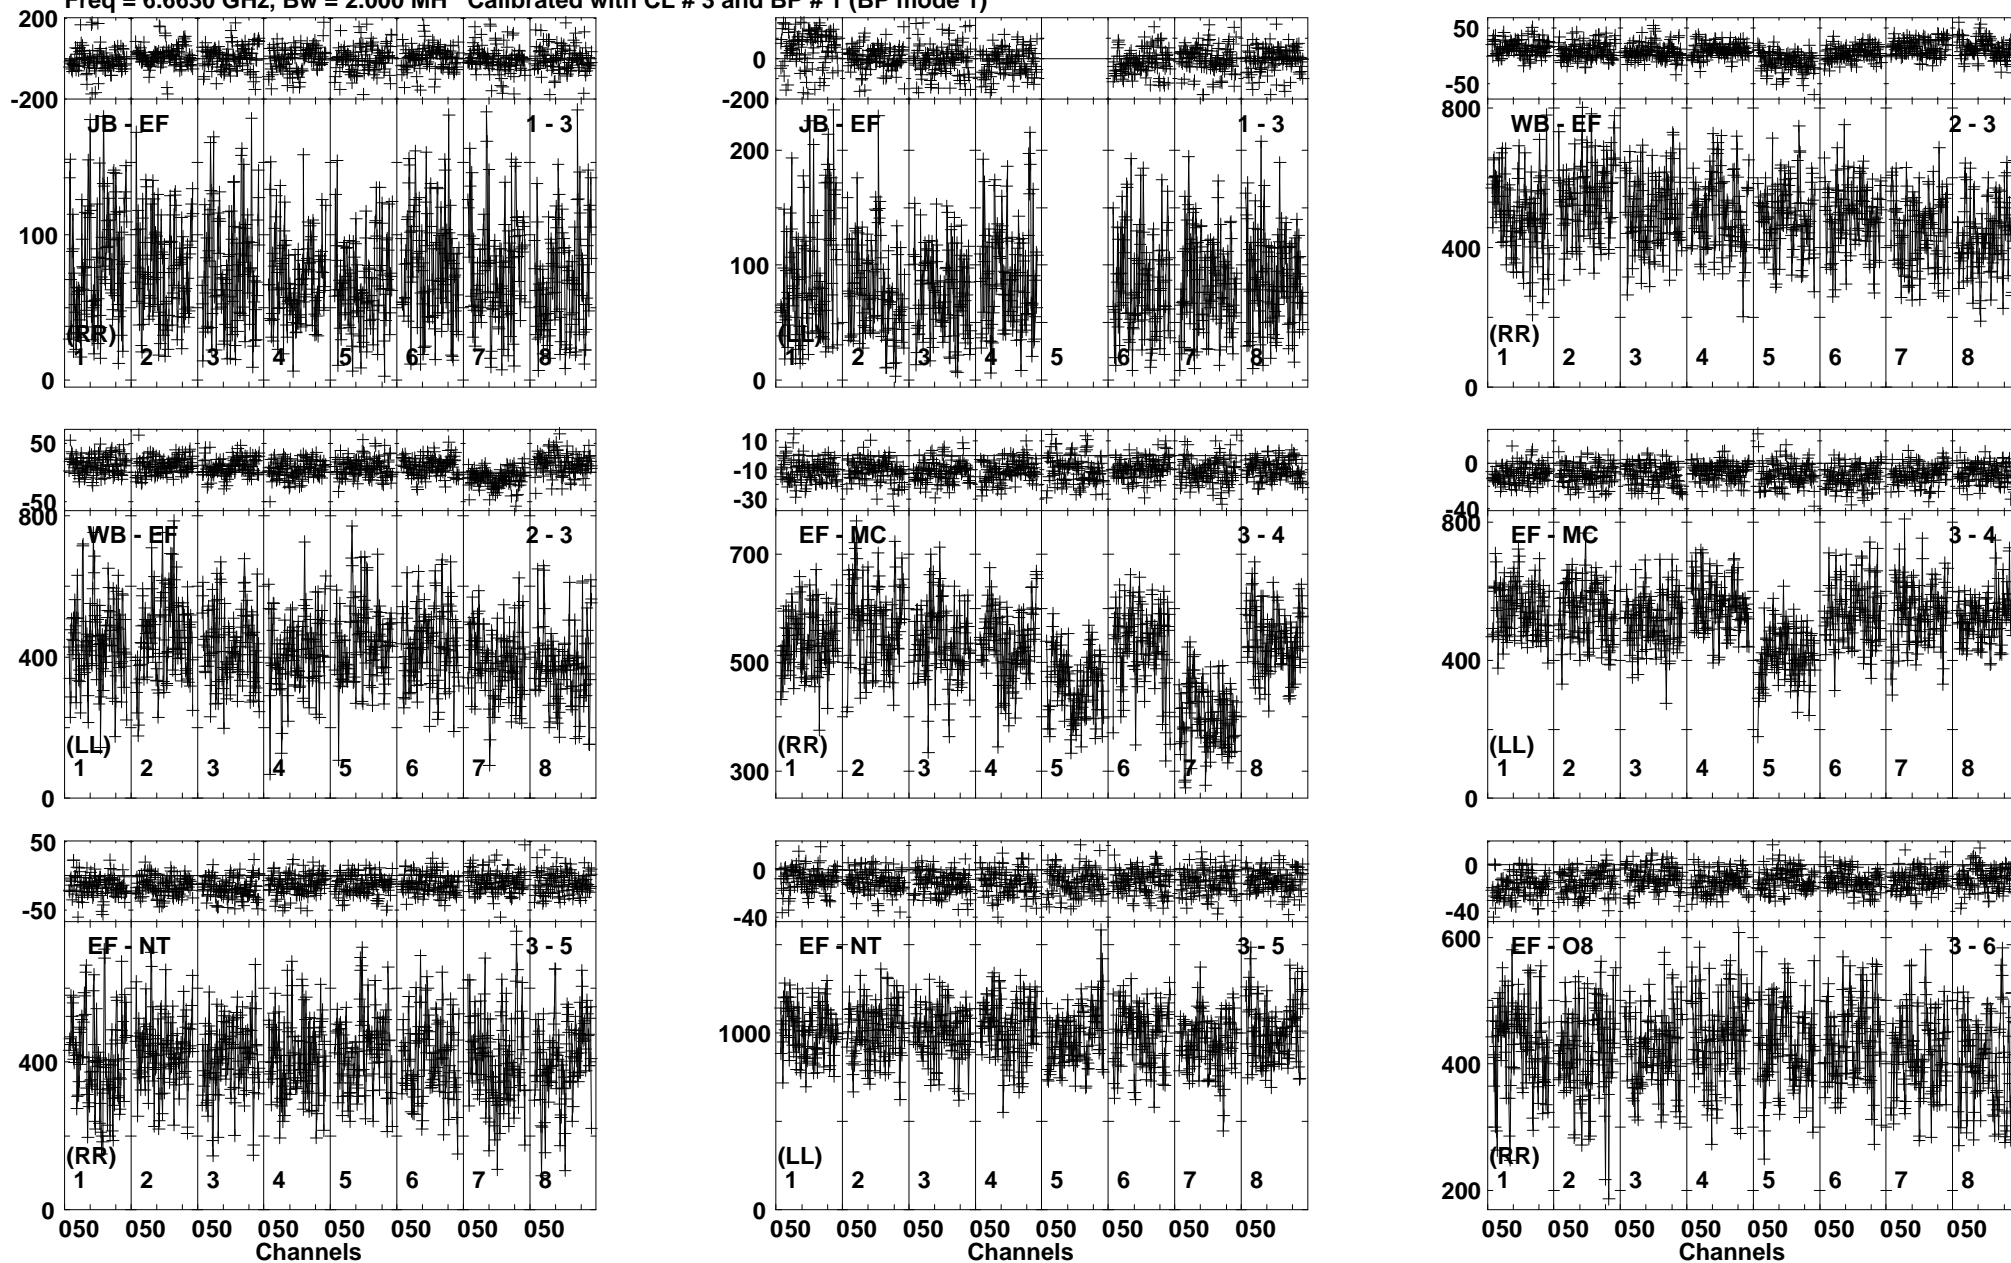 Freq = 6.6630 GHz, Bw = 2.000 MH Calibrated with CL # 3 and BP # 1 (BP mode 1)
200
-200
JB - EF 1 - 3
100
(RR)
1 2 3 4 5 6 7 8
0
0
-200
JB - EF 1 - 3
200
100
(LL)
1 2 3 4 5 6 7 8
0
50
-50
800
WB - EF 2 - 3
400
(RR)
1 2 3 4 5 6 7 8
0
50
-50
800
WB - EF 2 - 3
400
(LL)
1 2 3 4 5 6 7 8
0
10
-10
-30
EF - MC 3 - 4
700
500
(RR)
300
1 2 3 4 5 6 7 8
0
-40
800
EF - MC 3 - 4
400
(LL)
1 2 3 4 5 6 7 8
0
50
-50
EF - NT 3 - 5
400
(RR)
1 2 3 4 5 6 7 8
0
050 050 050 050 050 050 050 050
Channels
0
-40
EF - NT 3 - 5
1000
(LL)
1 2 3 4 5 6 7 8
0
050 050 050 050 050 050 050 050
Channels
0
-40
600
EF - O8 3 - 6
400
(RR)
1 2 3 4 5 6 7 8
200
050 050 050 050 050 050 050 050
Channels